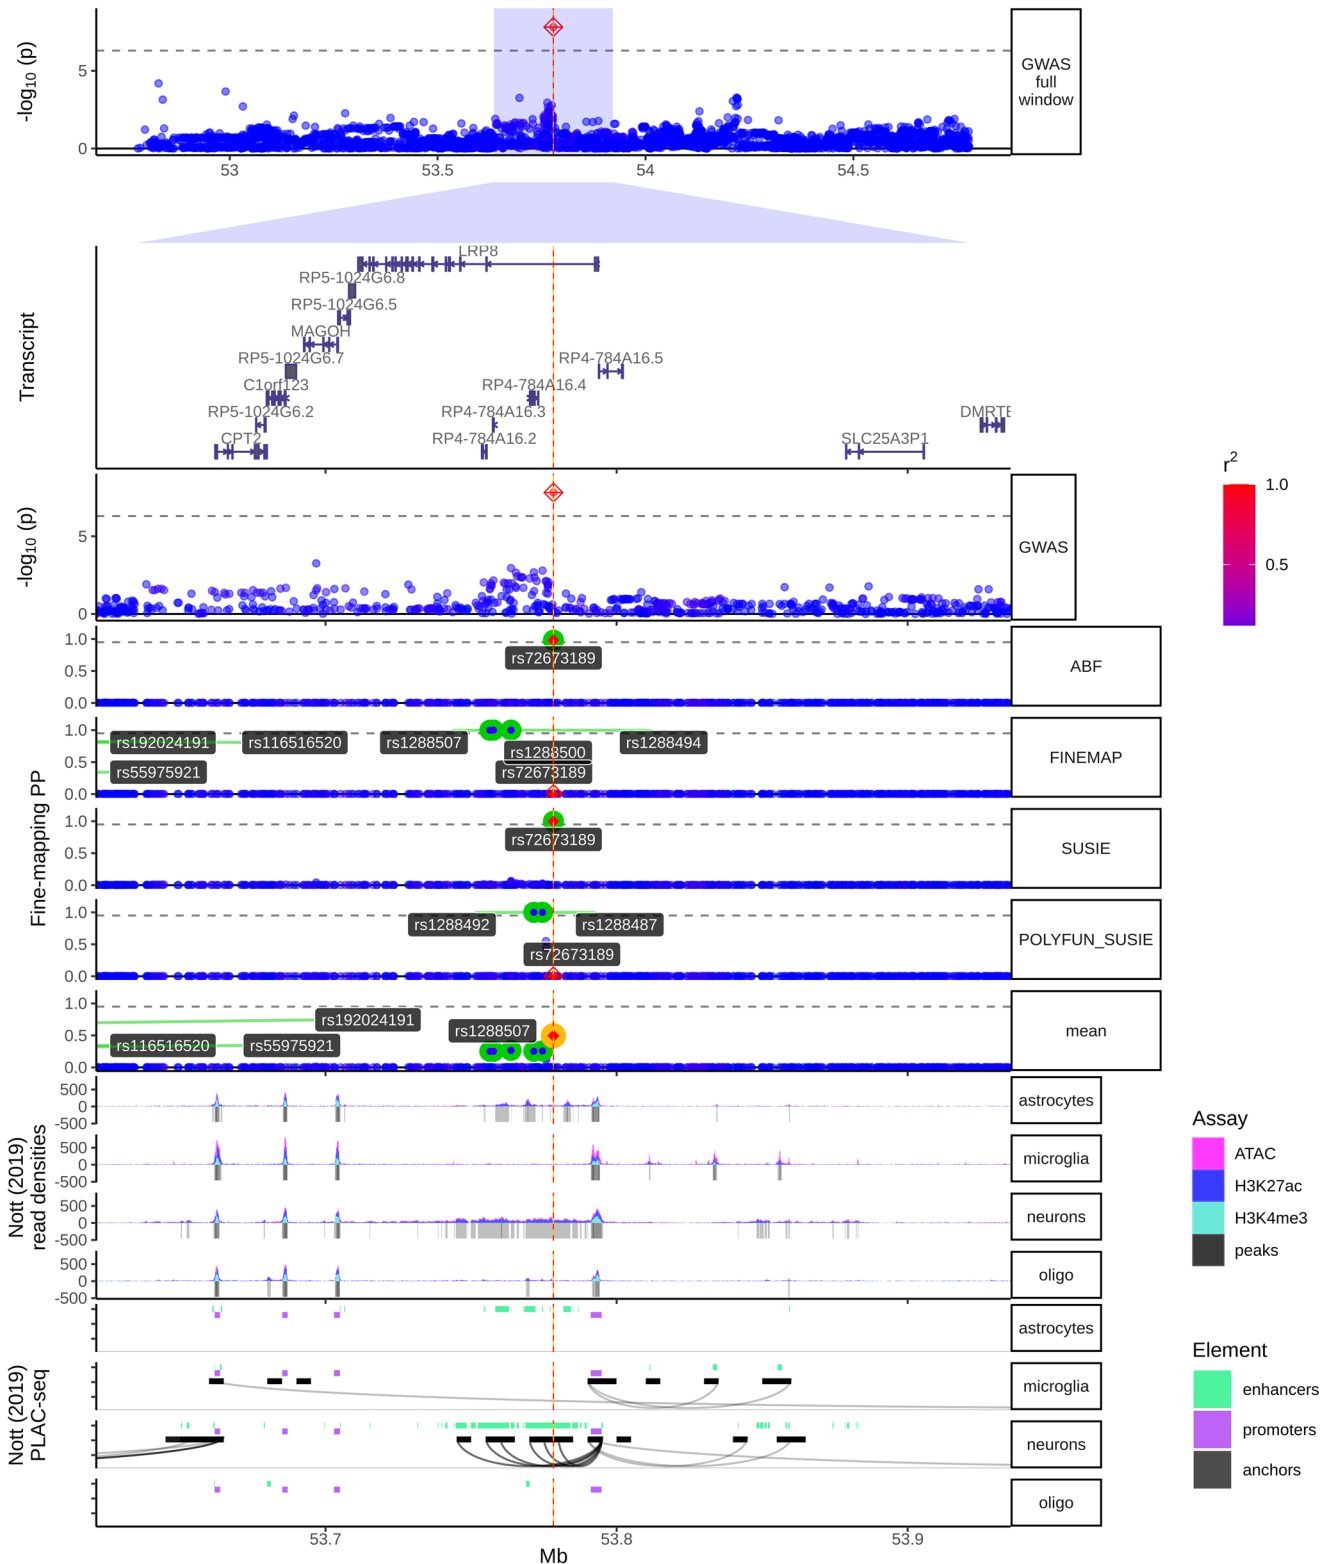 -log10 (p)
5
0
GWAS
full
window
53
53.5
54
54.5
Transcript
LRP8
RP5-1024G6.8
RP5-1024G6.5
MAGOH
RP5-1024G6.7
RP4-784A16.5
C1orf123
RP4-784A16.4
RP5-1024G6.2
RP4-784A16.3
DMRTB
CPT2
RP4-784A16.2
SLC25A3P1
-log10 (p)
5
0
GWAS
r2
1.0
0.5
Fine-mapping PP
1.0
0.5
0.0
rs72673189
ABF
1.0
0.5
0.0
rs192024191
rs116516520
rs1288507
rs1288494
rs1288500
rs55975921
rs72673189
FINEMAP
1.0
0.5
0.0
rs72673189
SUSIE
1.0
0.5
0.0
rs1288492
rs1288487
rs72673189
POLYFUN_SUSIE
1.0
0.5
0.0
rs192024191
rs1288507
rs116516520
rs55975921
mean
Nott (2019)
read densities
500
0
-500
astrocytes
500
0
-500
microglia
500
0
-500
neurons
500
0
-500
oligo
Assay
ATAC
H3K27ac
H3K4me3
peaks
Nott (2019)
PLAC-seq
astrocytes
microglia
neurons
oligo
Element
enhancers
promoters
anchors
53.7
53.8
53.9
Mb